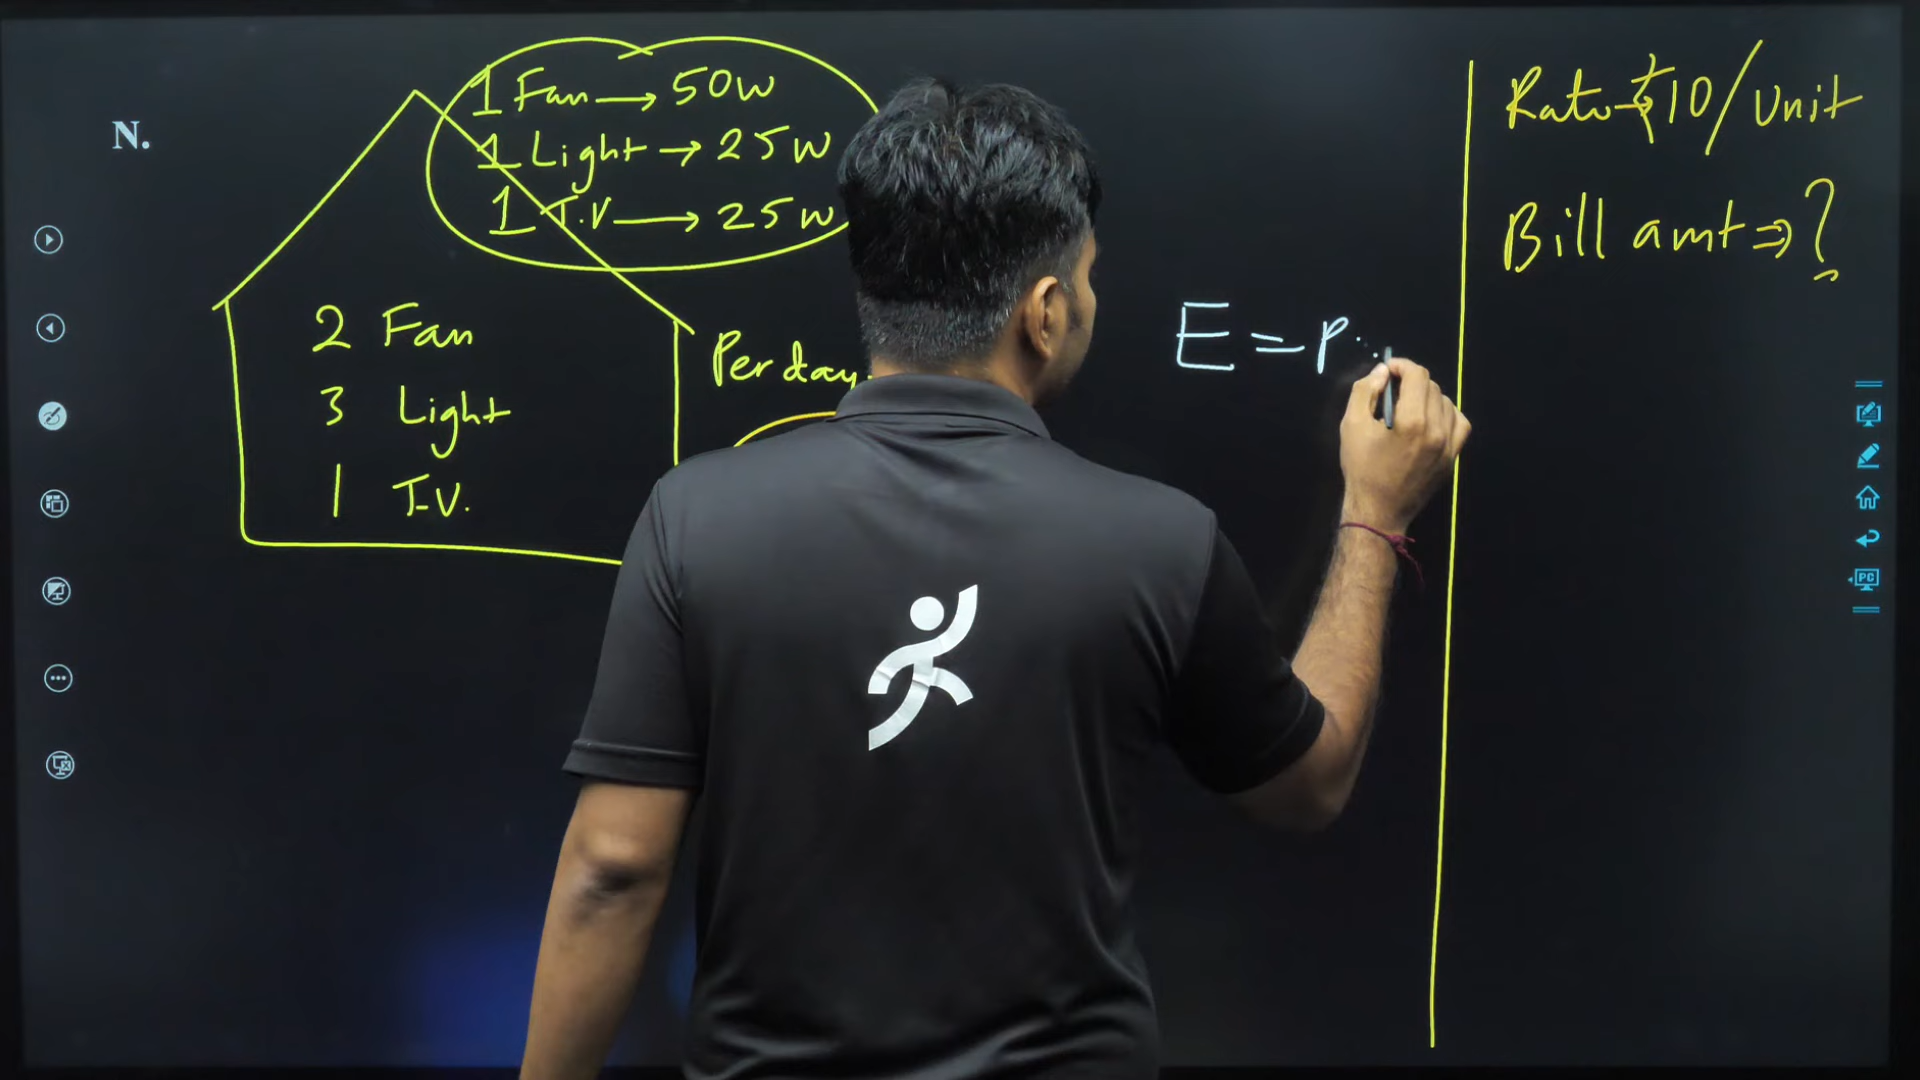 N.
1 Fan → 50W
1 Light → 25W
1 T.V → 25W
2 Fan
3 Light
1 T.V.
Per day
E = P
Rate → ₹10/Unit
Bill amt ⇒ ?
PC